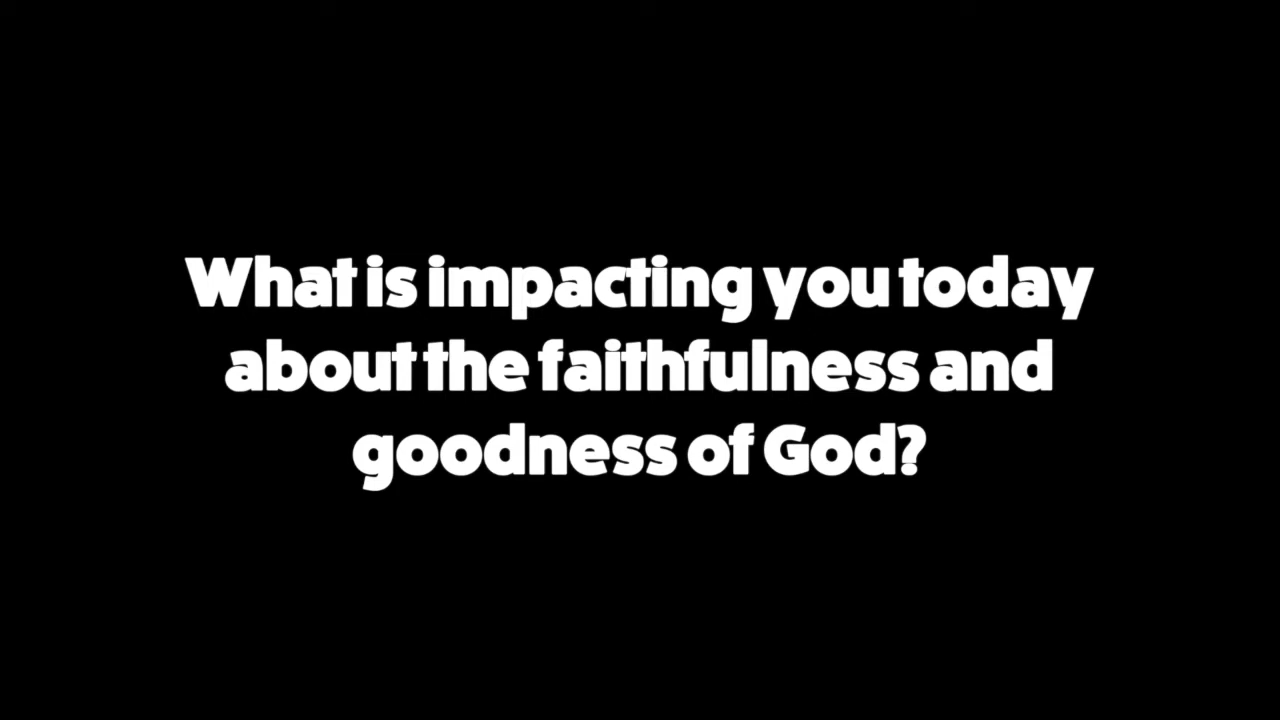 What is impacting you today
about the faithfulness and
goodness of God?